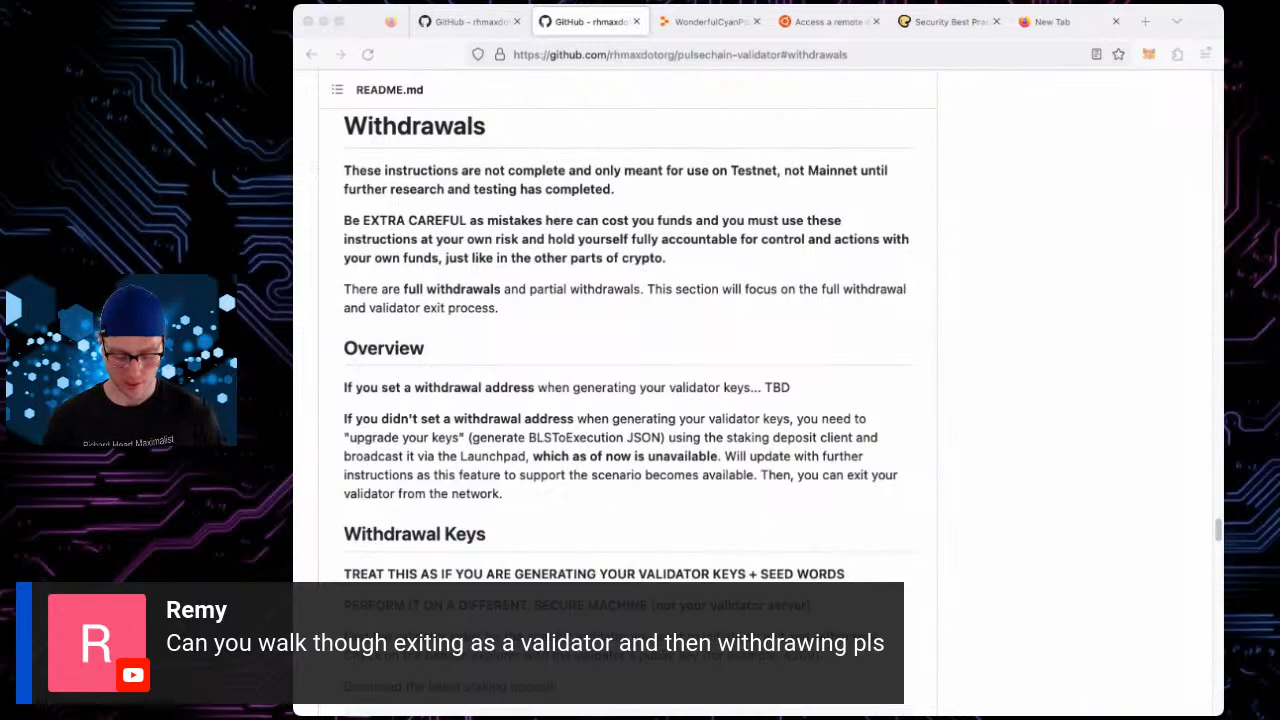 GitHub - rhmaxdo
GitHub - rhmaxdo
WonderfulCyanPo
Access a remote
Security Best Prac
New Tab
https://github.com/rhmaxdotorg/pulsechain-validator#withdrawals
README.md
Withdrawals
These instructions are not complete and only meant for use on Testnet, not Mainnet until
further research and testing has completed.
Be EXTRA CAREFUL as mistakes here can cost you funds and you must use these
instructions at your own risk and hold yourself fully accountable for control and actions with
your own funds, just like in the other parts of crypto.
There are full withdrawals and partial withdrawals. This section will focus on the full withdrawal
and validator exit process.
Overview
If you set a withdrawal address when generating your validator keys... TBD
If you didn't set a withdrawal address when generating your validator keys, you need to
"upgrade your keys" (generate BLSToExecution JSON) using the staking deposit client and
broadcast it via the Launchpad, which as of now is unavailable. Will update with further
instructions as this feature to support the scenario becomes available. Then, you can exit your
validator from the network.
Withdrawal Keys
TREAT THIS AS IF YOU ARE GENERATING YOUR VALIDATOR KEYS + SEED WORDS
PERFORM IT ON A DIFFERENT, SECURE MACHINE (not your validator server)
R
Remy
Can you walk though exiting as a validator and then withdrawing pls
Download the latest staking deposit
Richard Heart Maximalist